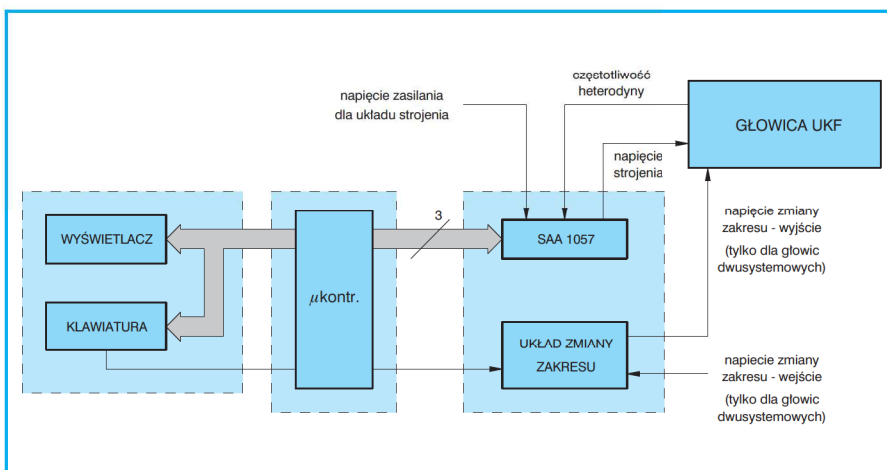 częstotliwość
heterodyny
napięcie zasilania
dla układu strojenia
GŁOWICA UKF
napięcie
strojenia
3
WYŚWIETLACZ
SAA 1057
napięcie zmiany
zakresu - wyjście
(tylko dla głowic
dwusystemowych)
μkontr.
KLAWIATURA
UKŁAD ZMIANY
ZAKRESU
napiecie zmiany
zakresu - wejście
(tylko dla głowic
dwusystemowych)